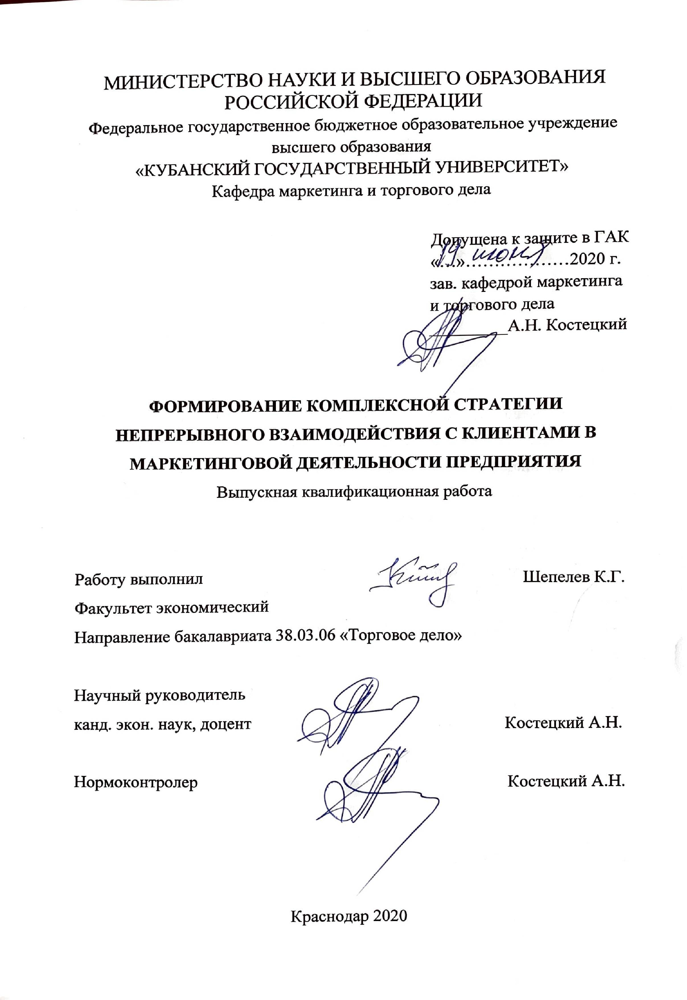 МИНИСТЕРСТВО НАУКИ И ВЫСШЕГО ОБРАЗОВАНИЯ
РОССИЙСКОЙ ФЕДЕРАЦИИ
Федеральное государственное бюджетное образовательное учреждение
высшего образования
«КУБАНСКИЙ ГОСУДАРСТВЕННЫЙ УНИВЕРСИТЕТ»
Кафедра маркетинга и торгового дела
Допущена к защите в ГАК
«19» июня 2020 г.
зав. кафедрой маркетинга
и торгового дела
_________А.Н. Костецкий
ФОРМИРОВАНИЕ КОМПЛЕКСНОЙ СТРАТЕГИИ
НЕПРЕРЫВНОГО ВЗАИМОДЕЙСТВИЯ С КЛИЕНТАМИ В
МАРКЕТИНГОВОЙ ДЕЯТЕЛЬНОСТИ ПРЕДПРИЯТИЯ
Выпускная квалификационная работа
Работу выполнил Шепелев К.Г.
Факультет экономический
Направление бакалавриата 38.03.06 «Торговое дело»
Научный руководитель
канд. экон. наук, доцент Костецкий А.Н.
Нормоконтролер Костецкий А.Н.
Краснодар 2020